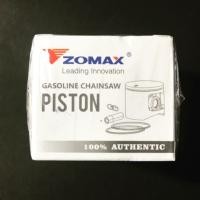 ZOMAX®
Leading Innovation
GASOLINE CHAINSAW
PISTON
100% AUTHENTIC